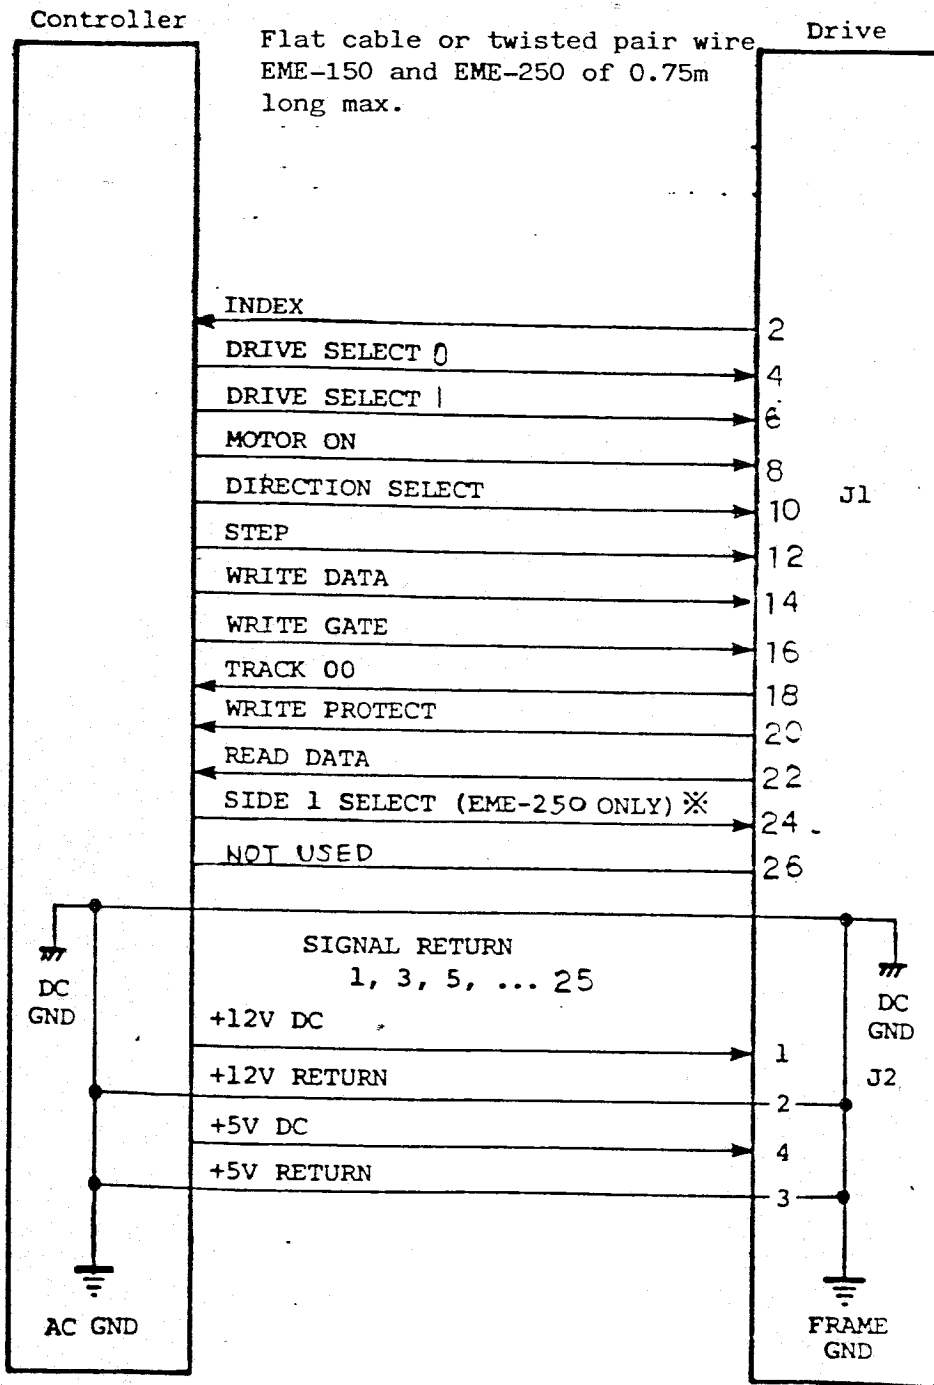 Controller
Flat cable or twisted pair wire
EME-150 and EME-250 of 0.75m
long max.
Drive
INDEX
2
DRIVE SELECT 0
4
DRIVE SELECT 1
6
MOTOR ON
8
DIRECTION SELECT
10
J1
STEP
12
WRITE DATA
14
WRITE GATE
16
TRACK 00
18
WRITE PROTECT
20
READ DATA
22
SIDE 1 SELECT (EME-250 ONLY) ※
24
NOT USED
26
SIGNAL RETURN
1, 3, 5, ... 25
DC
GND
DC
GND
+12V DC
1
J2
+12V RETURN
2
+5V DC
4
+5V RETURN
3
AC GND
FRAME
GND